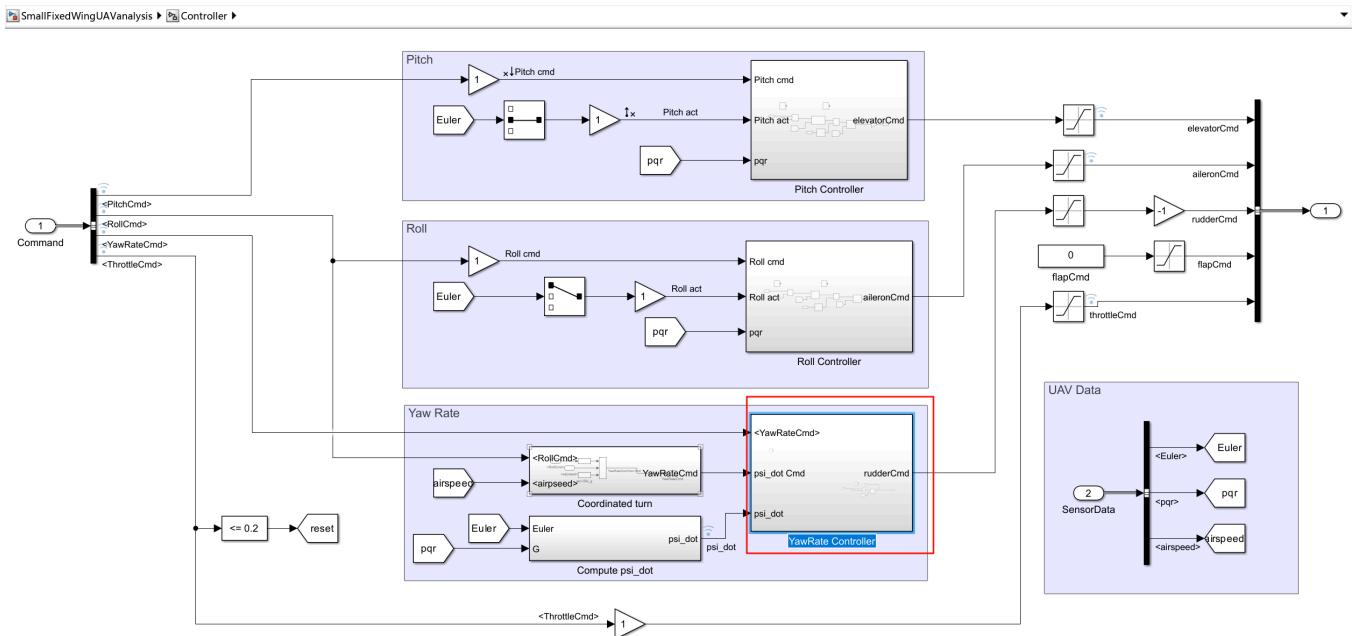 SmallFixedWingUAVanalysis ▶ Controller ▶
Pitch
1
Pitch cmd
Pitch cmd
Euler
1
Pitch act
Pitch act
elevatorCmd
pqr
pqr
Pitch Controller
elevatorCmd
aileronCmd
-1
rudderCmd
0
flapCmd
flapCmd
throttleCmd
1
1
Command
<PitchCmd>
<RollCmd>
<YawRateCmd>
<ThrottleCmd>
Roll
1
Roll cmd
Roll cmd
Euler
1
Roll act
Roll act
aileronCmd
pqr
pqr
Roll Controller
Yaw Rate
<YawRateCmd>
<RollCmd>
YawRateCmd
psi_dot Cmd
rudderCmd
airspeed
<airpseed>
Coordinated turn
psi_dot
Euler
Euler
psi_dot
psi_dot
YawRate Controller
pqr
G
Compute psi_dot
<= 0.2
reset
<ThrottleCmd>
1
UAV Data
<Euler>
Euler
2
SensorData
<pqr>
pqr
<airspeed>
airspeed